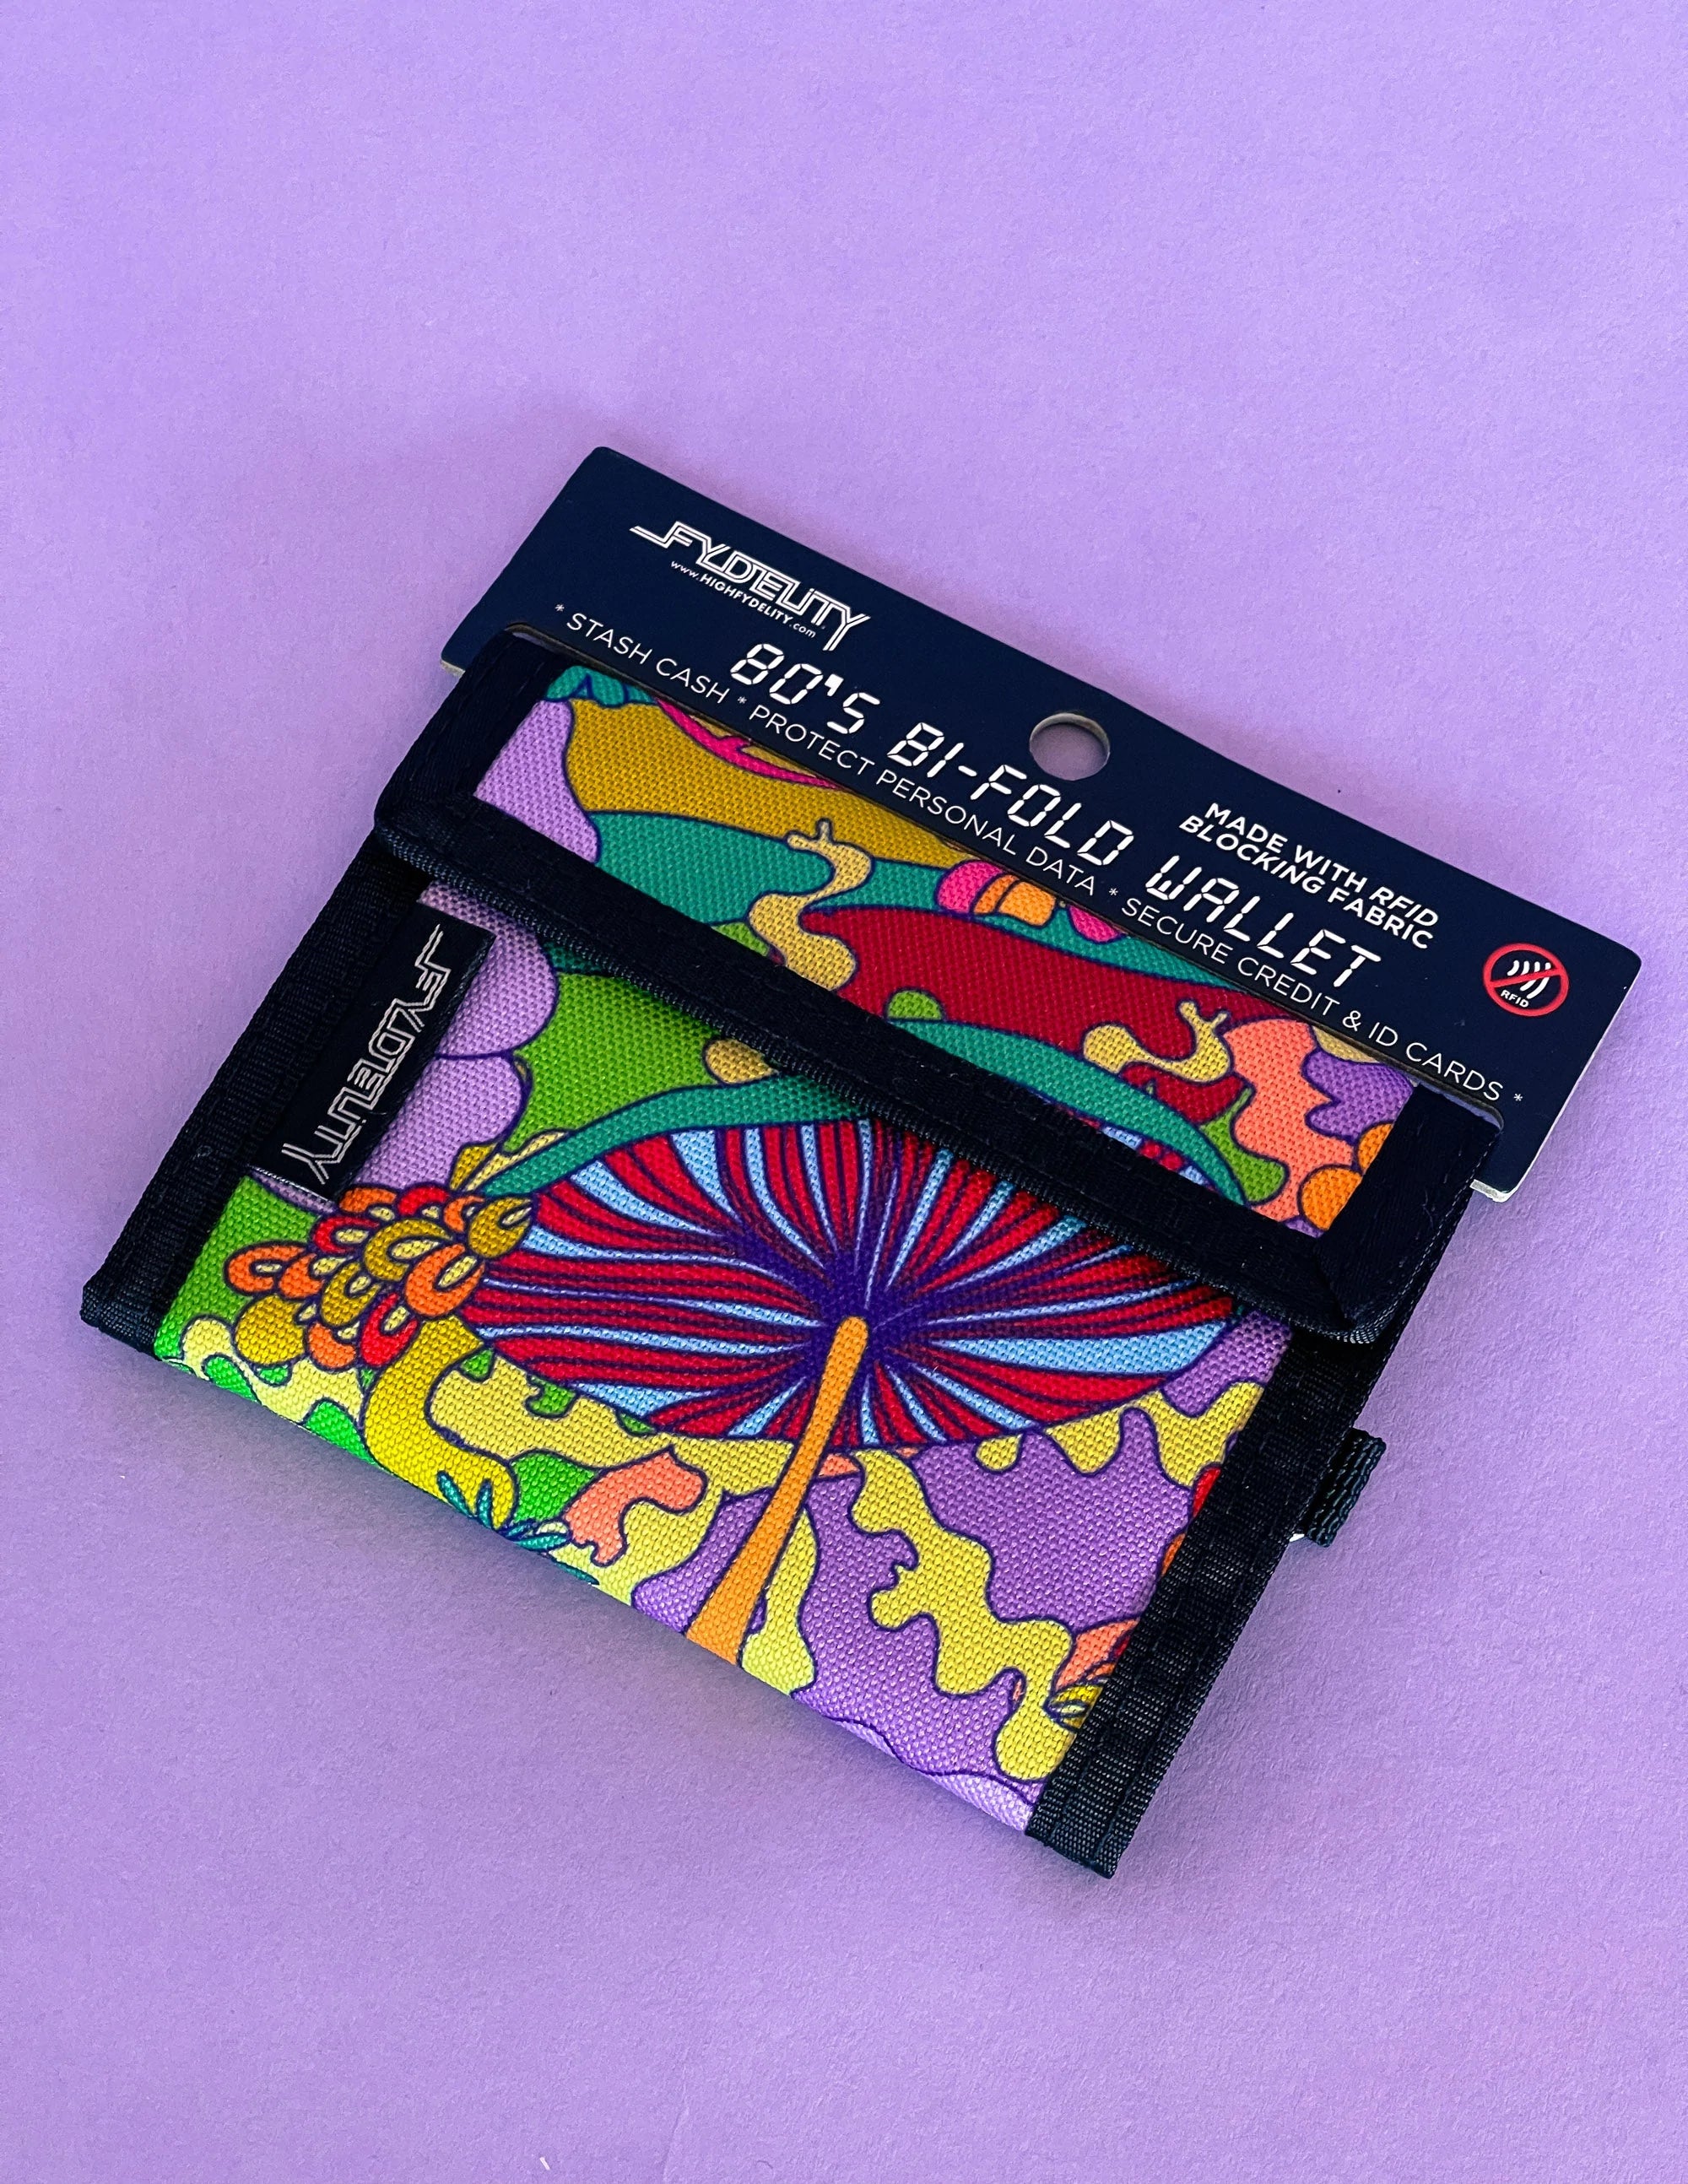 FYDELITY
www.HIGHFYDELITY.com
80's BI-FOLD WALLET
MADE WITH RFID
BLOCKING FABRIC
* STASH CASH * PROTECT PERSONAL DATA * SECURE CREDIT & ID CARDS *
RFID
FYDELITY